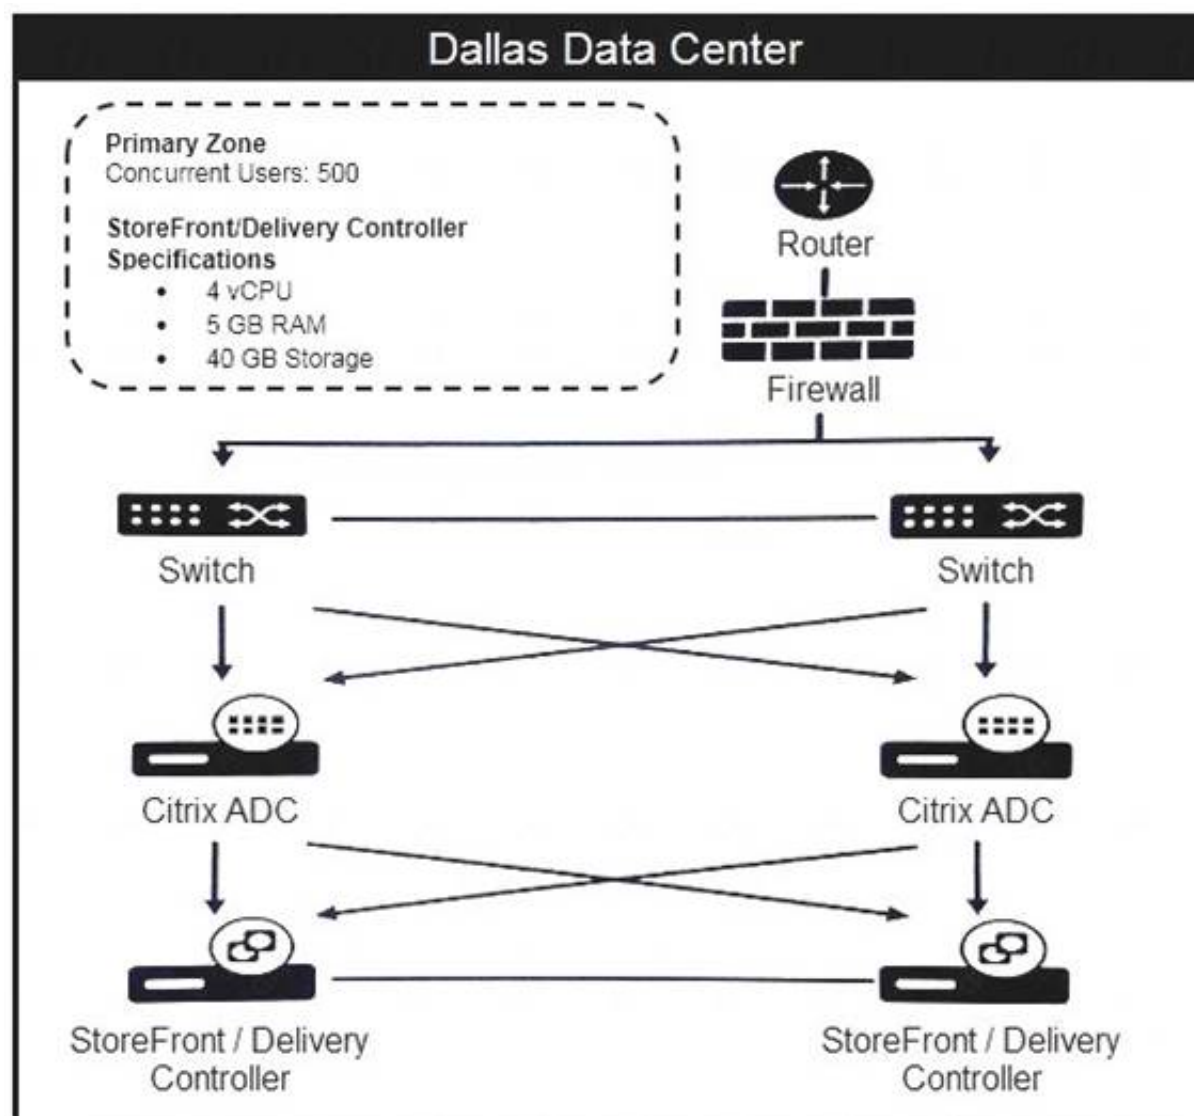 Dallas Data Center
Primary Zone
Concurrent Users: 500
StoreFront/Delivery Controller
Specifications
• 4 vCPU
• 5 GB RAM
• 40 GB Storage
Router
Firewall
Switch
Switch
Citrix ADC
Citrix ADC
StoreFront / Delivery
Controller
StoreFront / Delivery
Controller